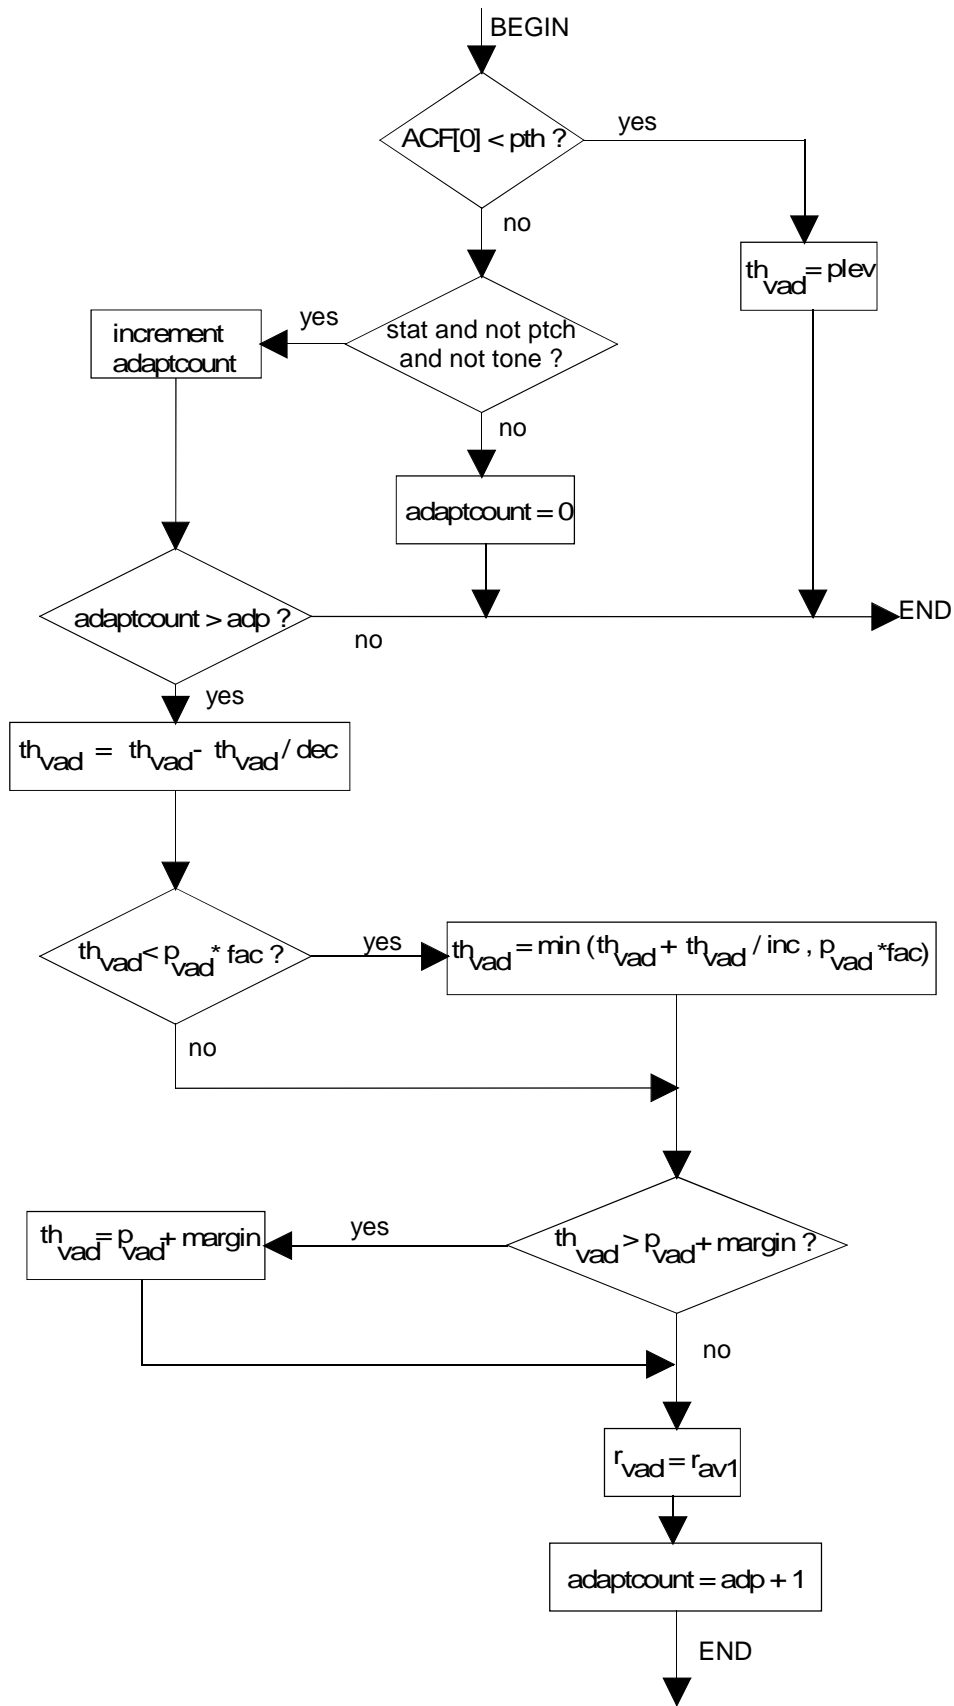 BEGIN
ACF[0] < pth ?
yes
no
th_vad = plev
stat and not ptch
and not tone ?
yes
increment
adaptcount
no
adaptcount = 0
adaptcount > adp ?
no
END
yes
th_vad = th_vad - th_vad / dec
th_vad < p_vad * fac ?
yes
th_vad = min (th_vad + th_vad / inc , p_vad *fac)
no
th_vad > p_vad + margin ?
yes
th_vad = p_vad + margin
no
r_vad = r_av1
adaptcount = adp + 1
END